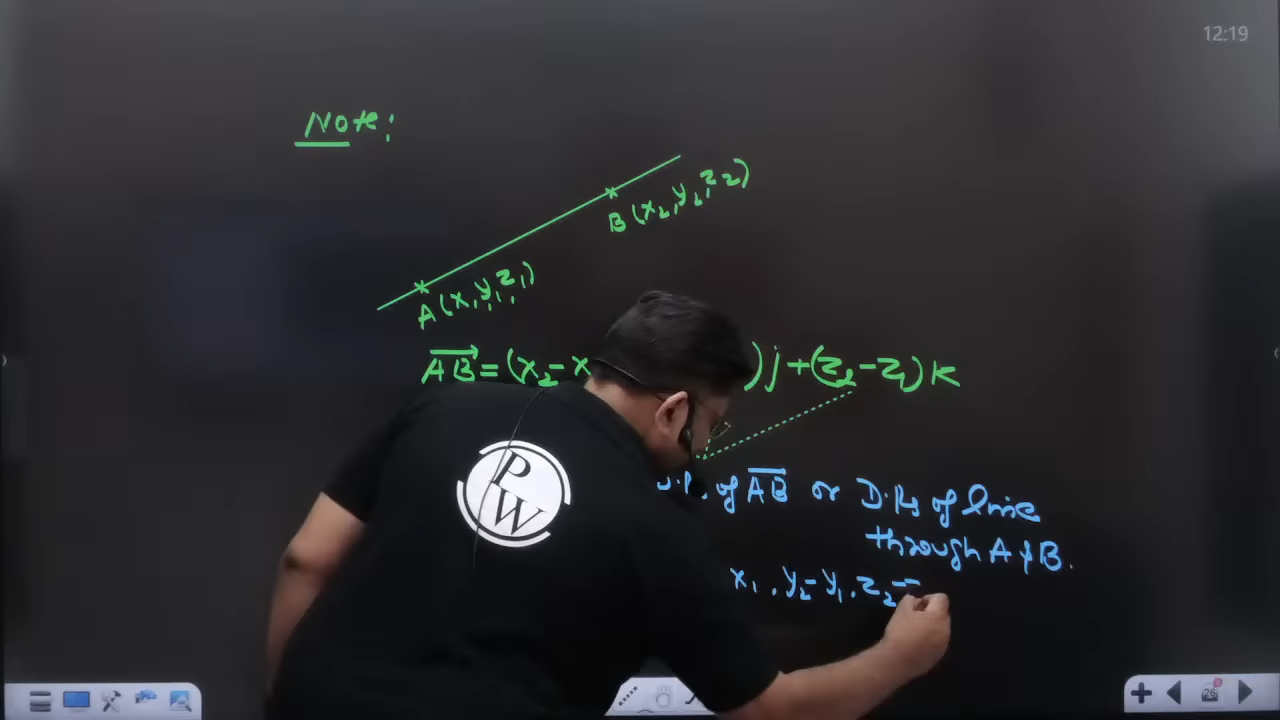 12:19
Note:
B(x₂,y₂,z₂)
A(x₁,y₁,z₁)
AB = (x₂-x )j+(z₂-z₁)k
of AB or D.Rs of line
through A & B.
x₁, y₂-y₁, z₂-
PW
26